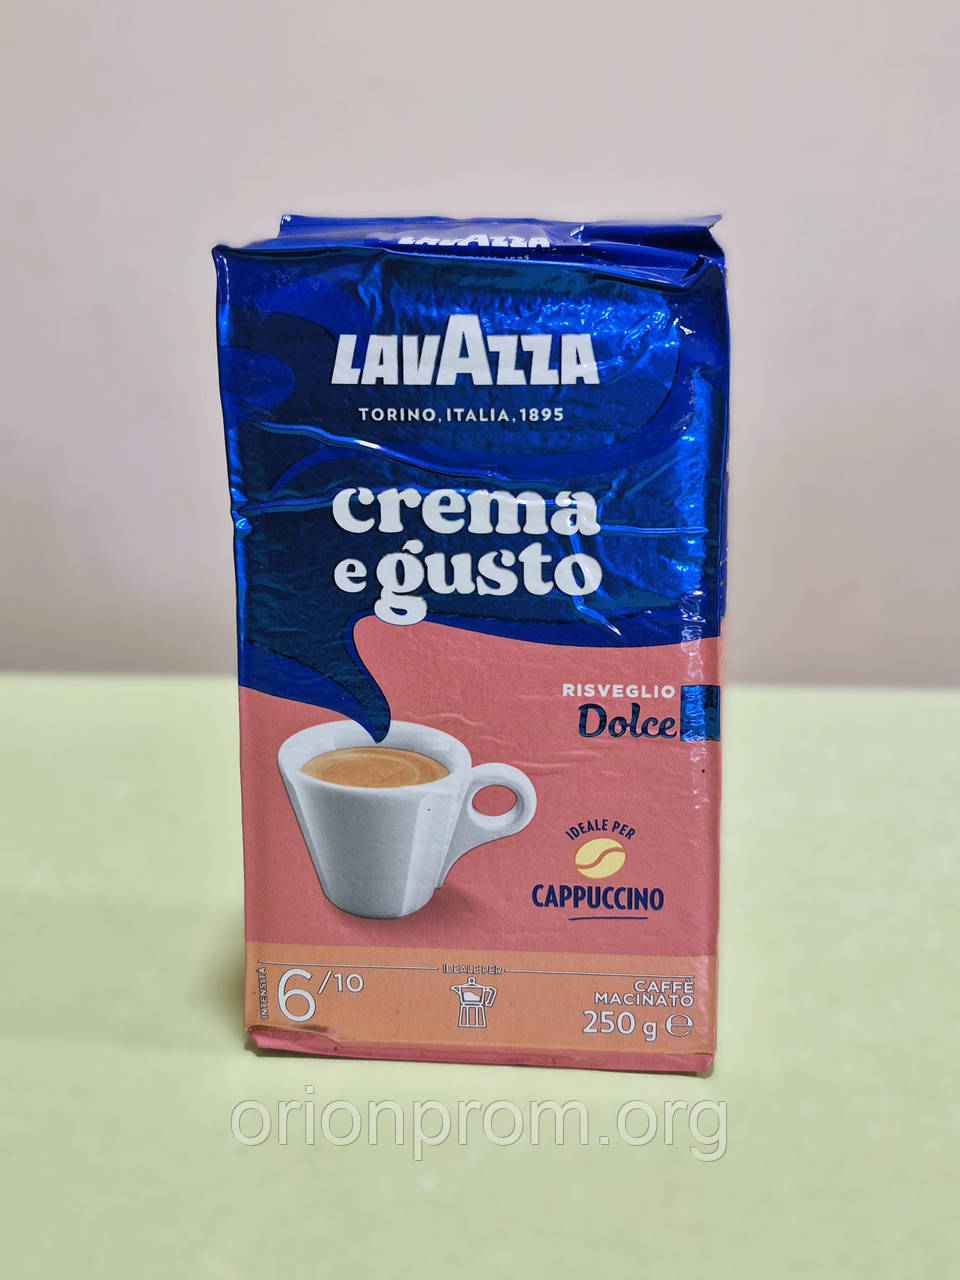 LAVAZZA
LAVAZZA
TORINO, ITALIA, 1895
crema
e gusto
RISVEGLIO
Dolce
IDEALE PER
CAPPUCCINO
INTENSITÀ
6/10
IDEALE PER
CAFFÈ
MACINATO
250 g ℮
orionprom.org